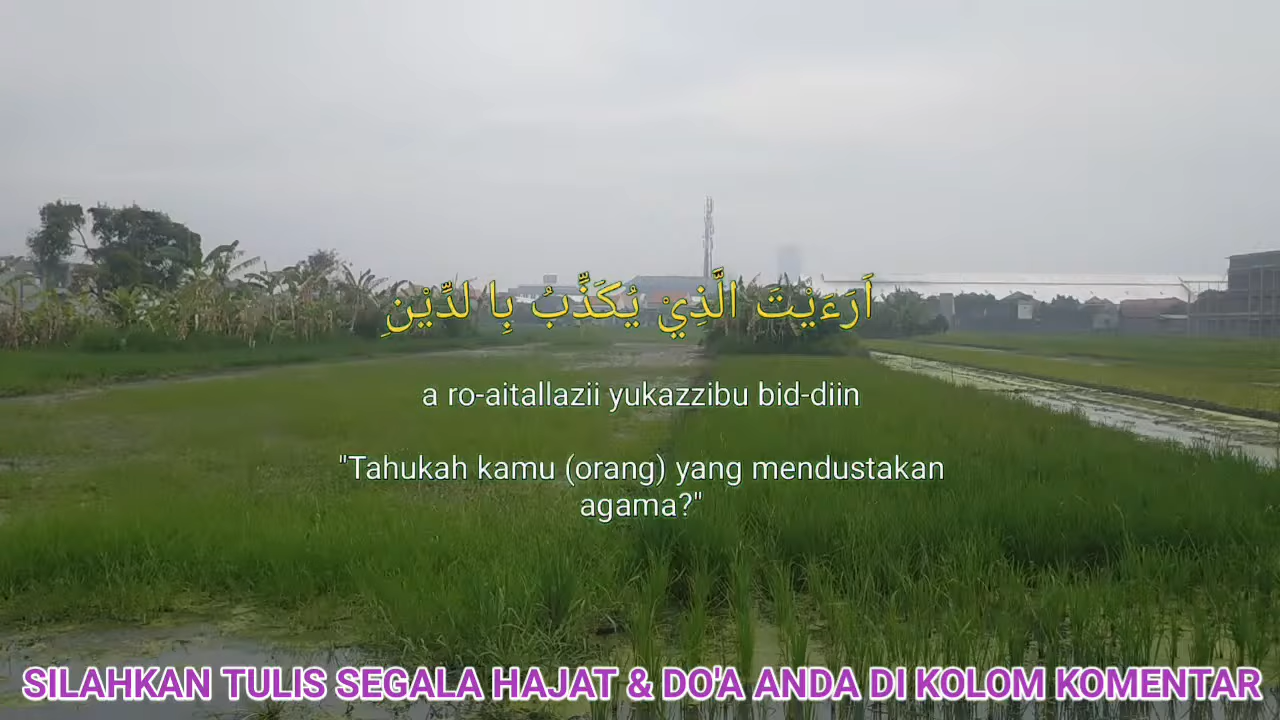 اَرَءَيْتَ الَّذِيْ يُكَذِّبُ بِا لدِّيْنِ
a ro-aitallazii yukazzibu bid-diin
"Tahukah kamu (orang) yang mendustakan
agama?"
SILAHKAN TULIS SEGALA HAJAT & DO'A ANDA DI KOLOM KOMENTAR